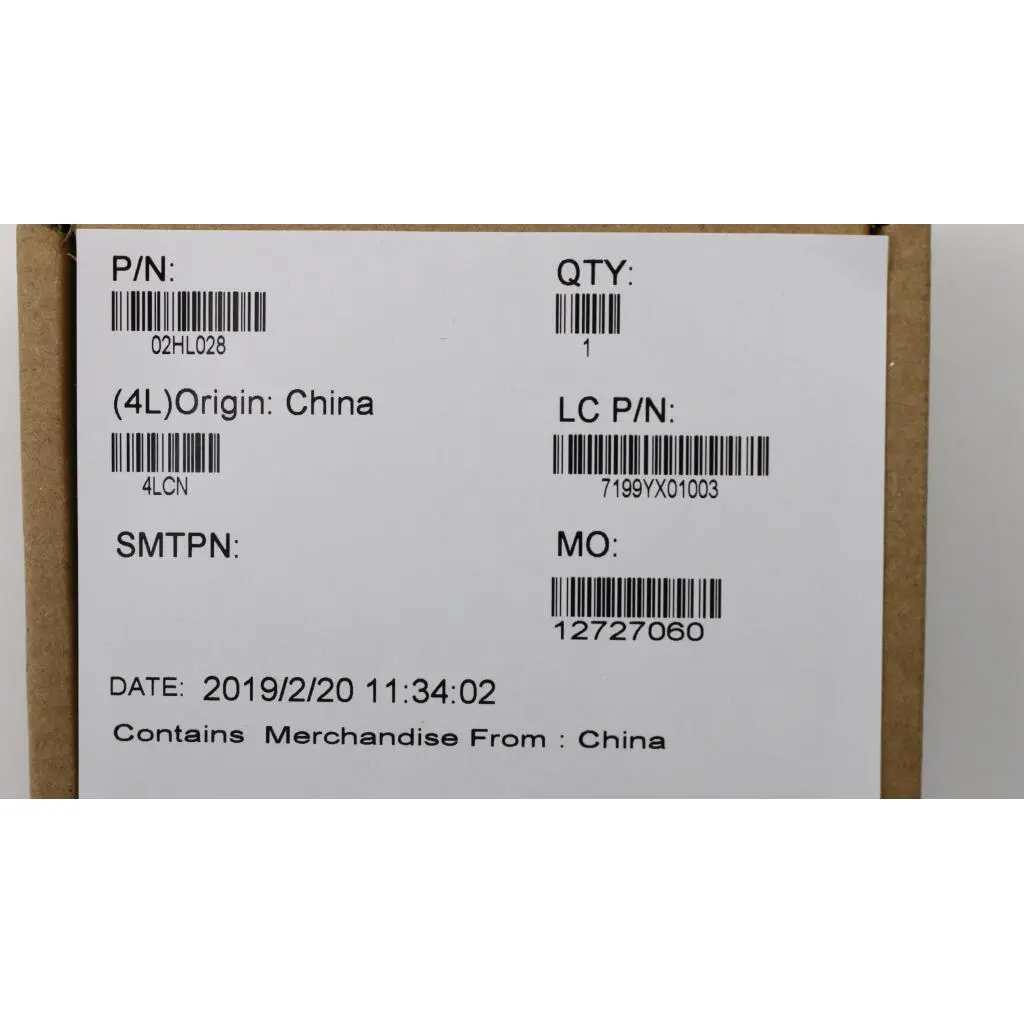 P/N:
02HL028
QTY:
1
(4L)Origin: China
4LCN
LC P/N:
7199YX01003
SMTPN:
MO:
12727060
DATE: 2019/2/20 11:34:02
Contains Merchandise From : China